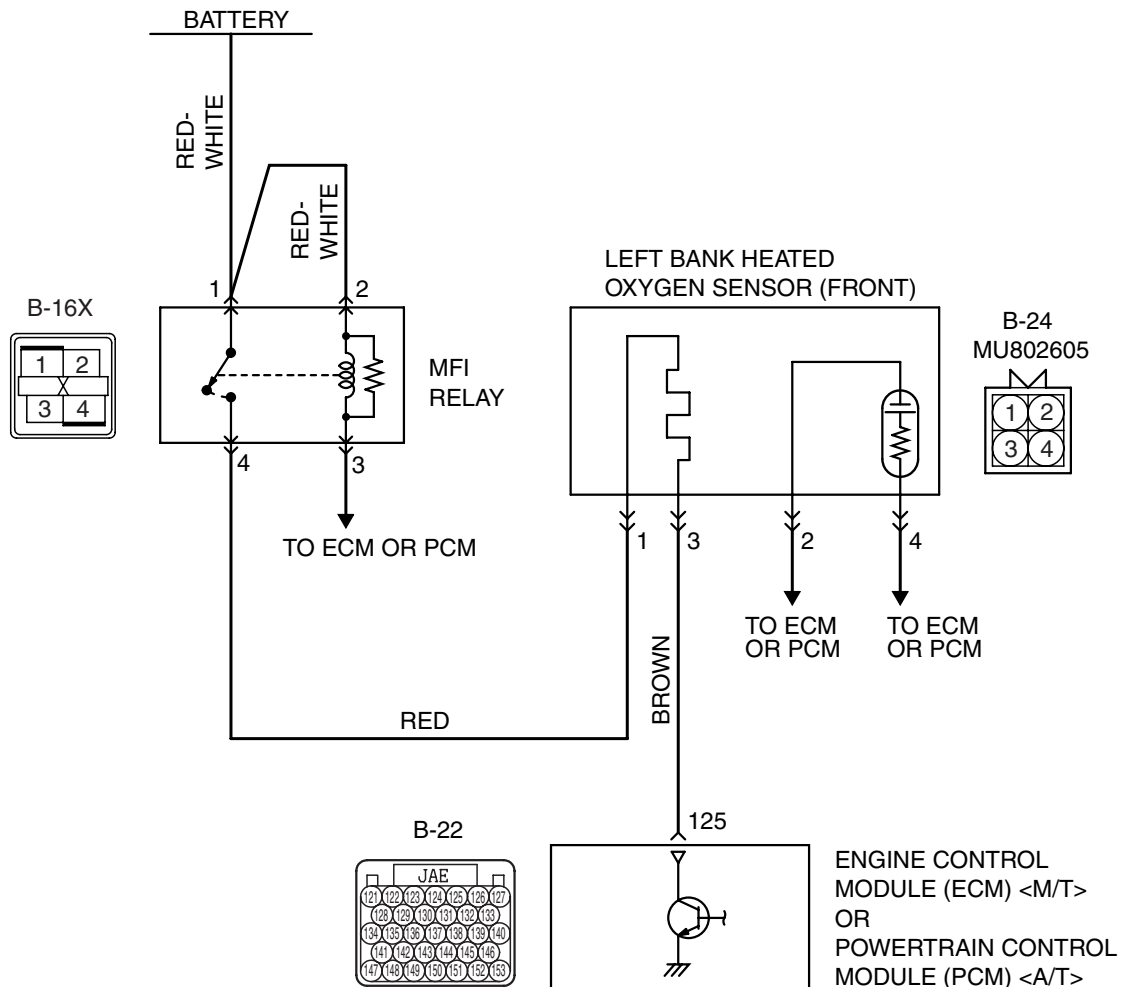 BATTERY
RED-
WHITE
RED-
WHITE
1
2
B-16X
1 2
X
3 4
MFI
RELAY
4
3
TO ECM OR PCM
LEFT BANK HEATED
OXYGEN SENSOR (FRONT)
B-24
MU802605
1 2
3 4
1
3
2
4
TO ECM
OR PCM
TO ECM
OR PCM
BROWN
RED
125
B-22
JAE
121 122 123 124 125 126 127
128 129 130 131 132 133
134 135 136 137 138 139 140
141 142 143 144 145 146
147 148 149 150 151 152 153
ENGINE CONTROL
MODULE (ECM) <M/T>
OR
POWERTRAIN CONTROL
MODULE (PCM) <A/T>